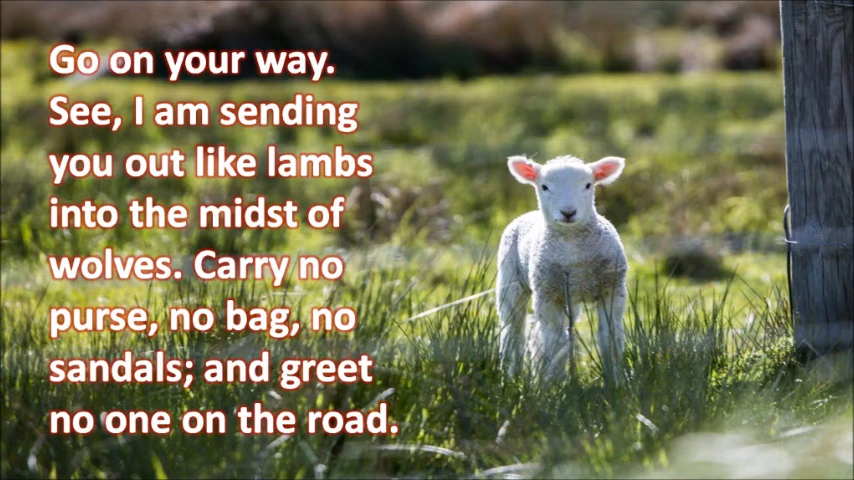 Go on your way.
See, I am sending
you out like lambs
into the midst of
wolves. Carry no
purse, no bag, no
sandals; and greet
no one on the road.